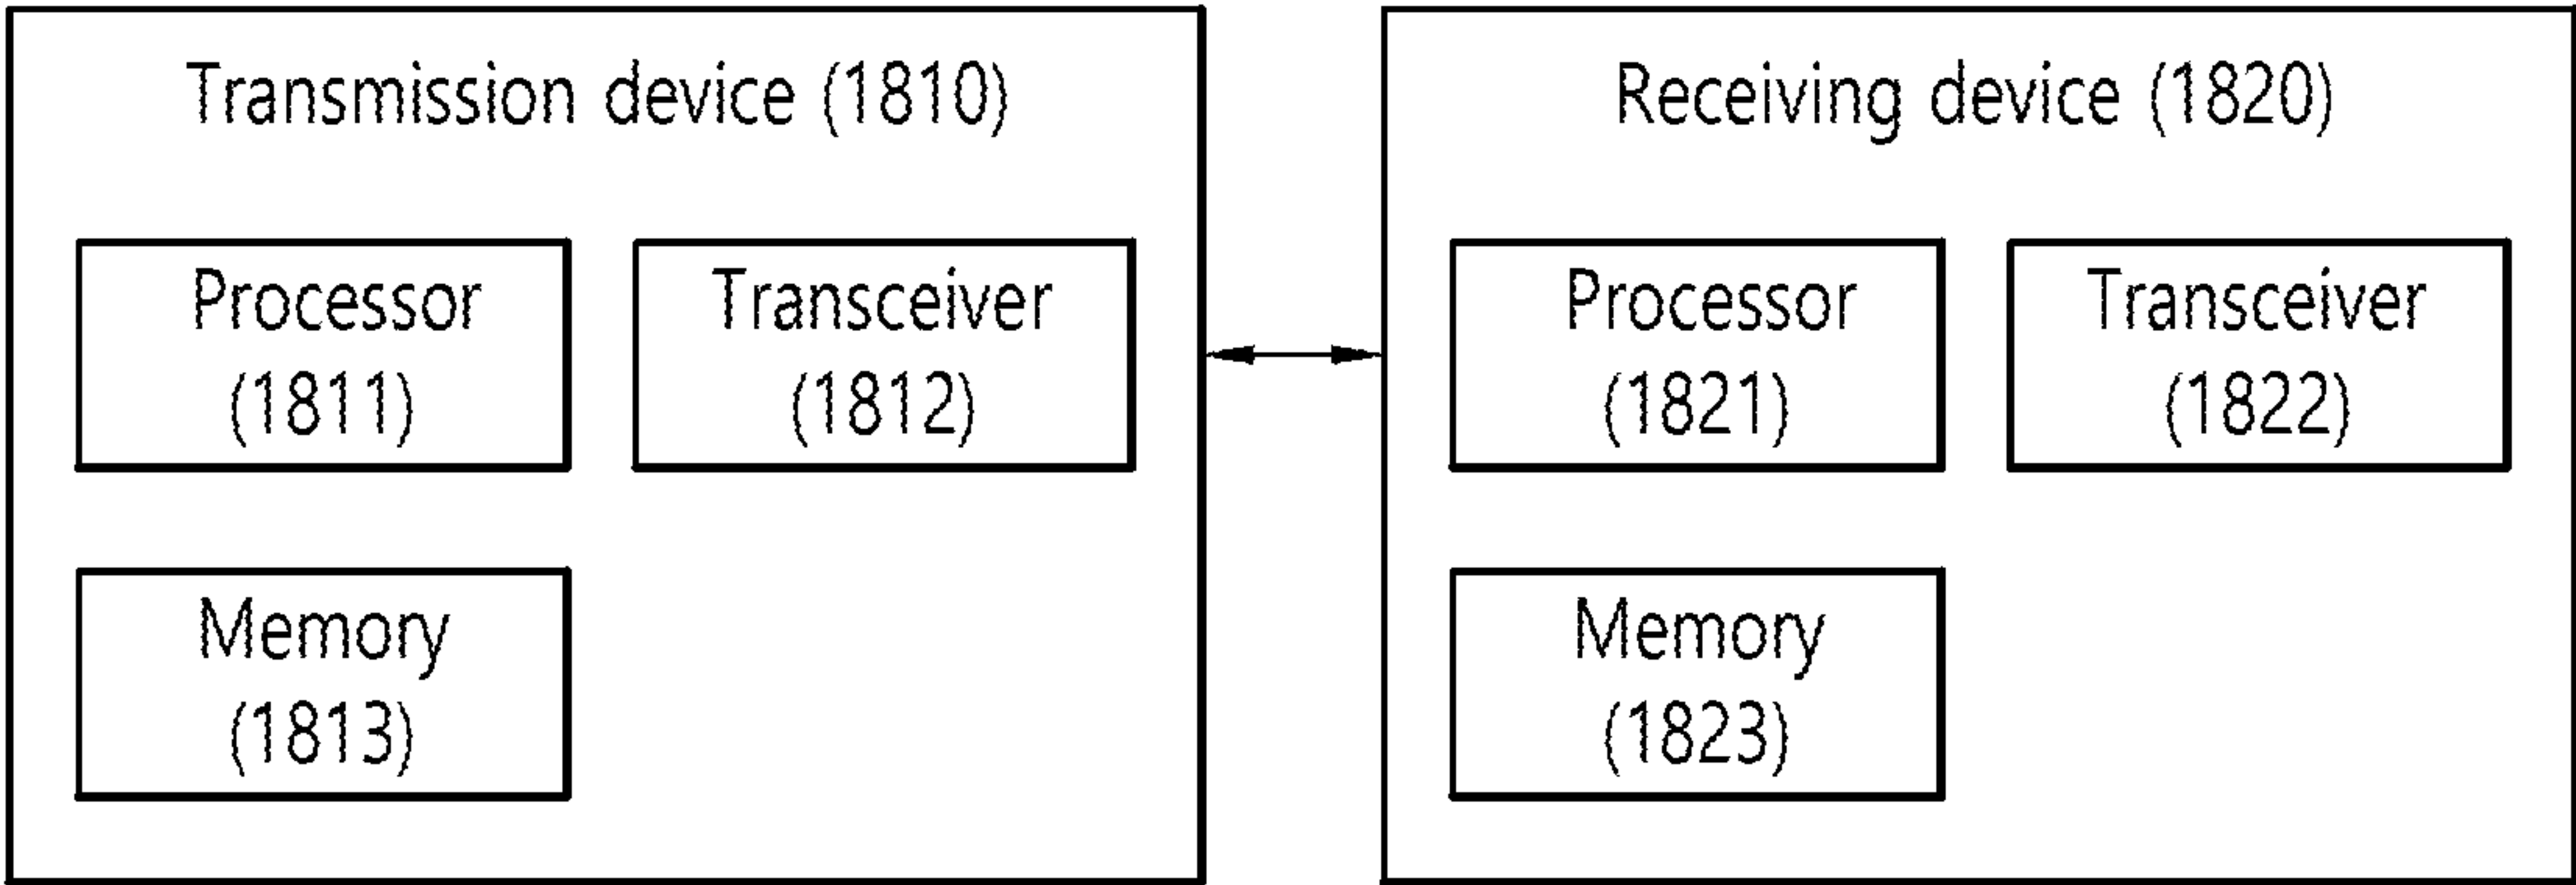 Transmission device (1810)
Processor
(1811)
Transceiver
(1812)
Memory
(1813)
Receiving device (1820)
Processor
(1821)
Transceiver
(1822)
Memory
(1823)